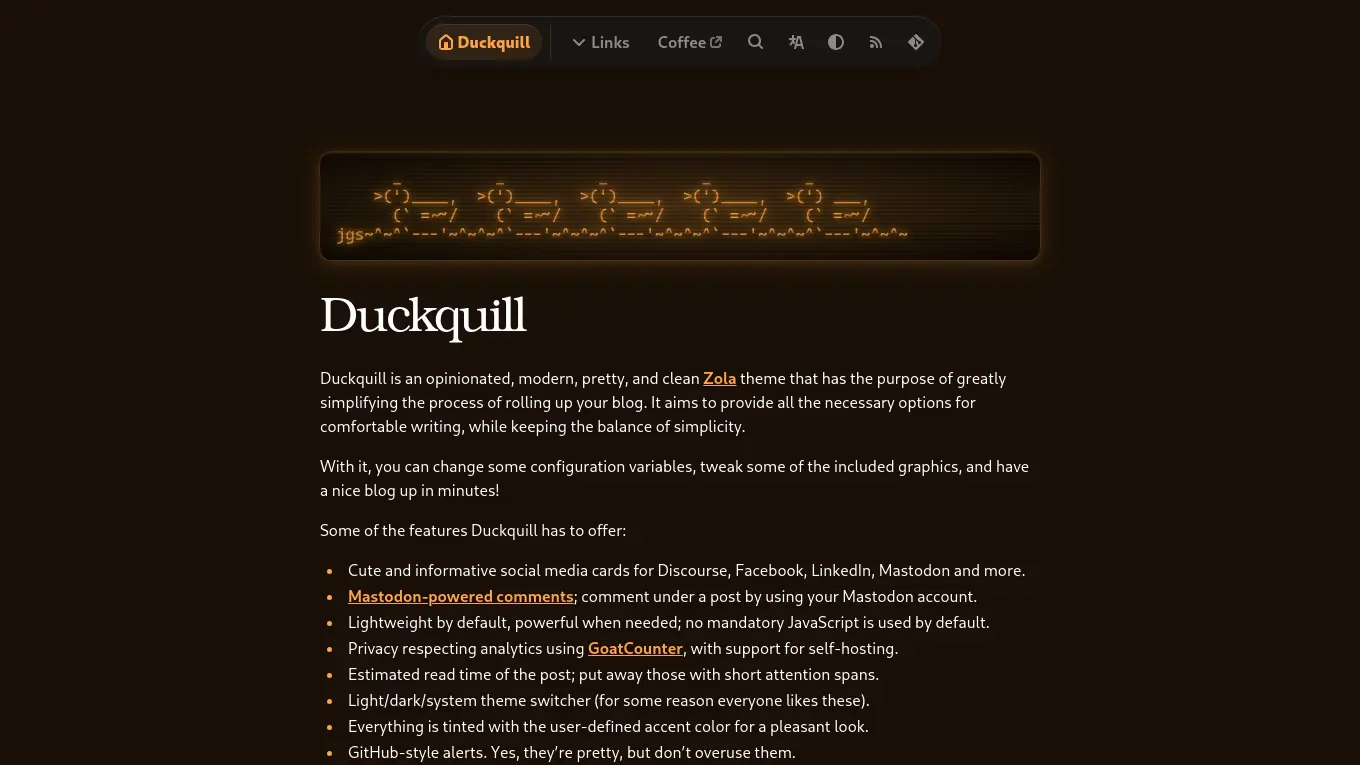 Duckquill
Links
Coffee
    _          _          _          _          _
  >(')____,  >(')____,  >(')____,  >(')____,  >(') ___,
    (` =~~/    (` =~~/    (` =~~/    (` =~~/    (` =~~/
jgs~^~^`---'~^~^~^`---'~^~^~^`---'~^~^~^`---'~^~^~^`---'~^~^~
Duckquill
Duckquill is an opinionated, modern, pretty, and clean Zola theme that has the purpose of greatly
simplifying the process of rolling up your blog. It aims to provide all the necessary options for
comfortable writing, while keeping the balance of simplicity.
With it, you can change some configuration variables, tweak some of the included graphics, and have
a nice blog up in minutes!
Some of the features Duckquill has to offer:
• Cute and informative social media cards for Discourse, Facebook, LinkedIn, Mastodon and more.
• Mastodon-powered comments; comment under a post by using your Mastodon account.
• Lightweight by default, powerful when needed; no mandatory JavaScript is used by default.
• Privacy respecting analytics using GoatCounter, with support for self-hosting.
• Estimated read time of the post; put away those with short attention spans.
• Light/dark/system theme switcher (for some reason everyone likes these).
• Everything is tinted with the user-defined accent color for a pleasant look.
• GitHub-style alerts. Yes, they’re pretty, but don’t overuse them.